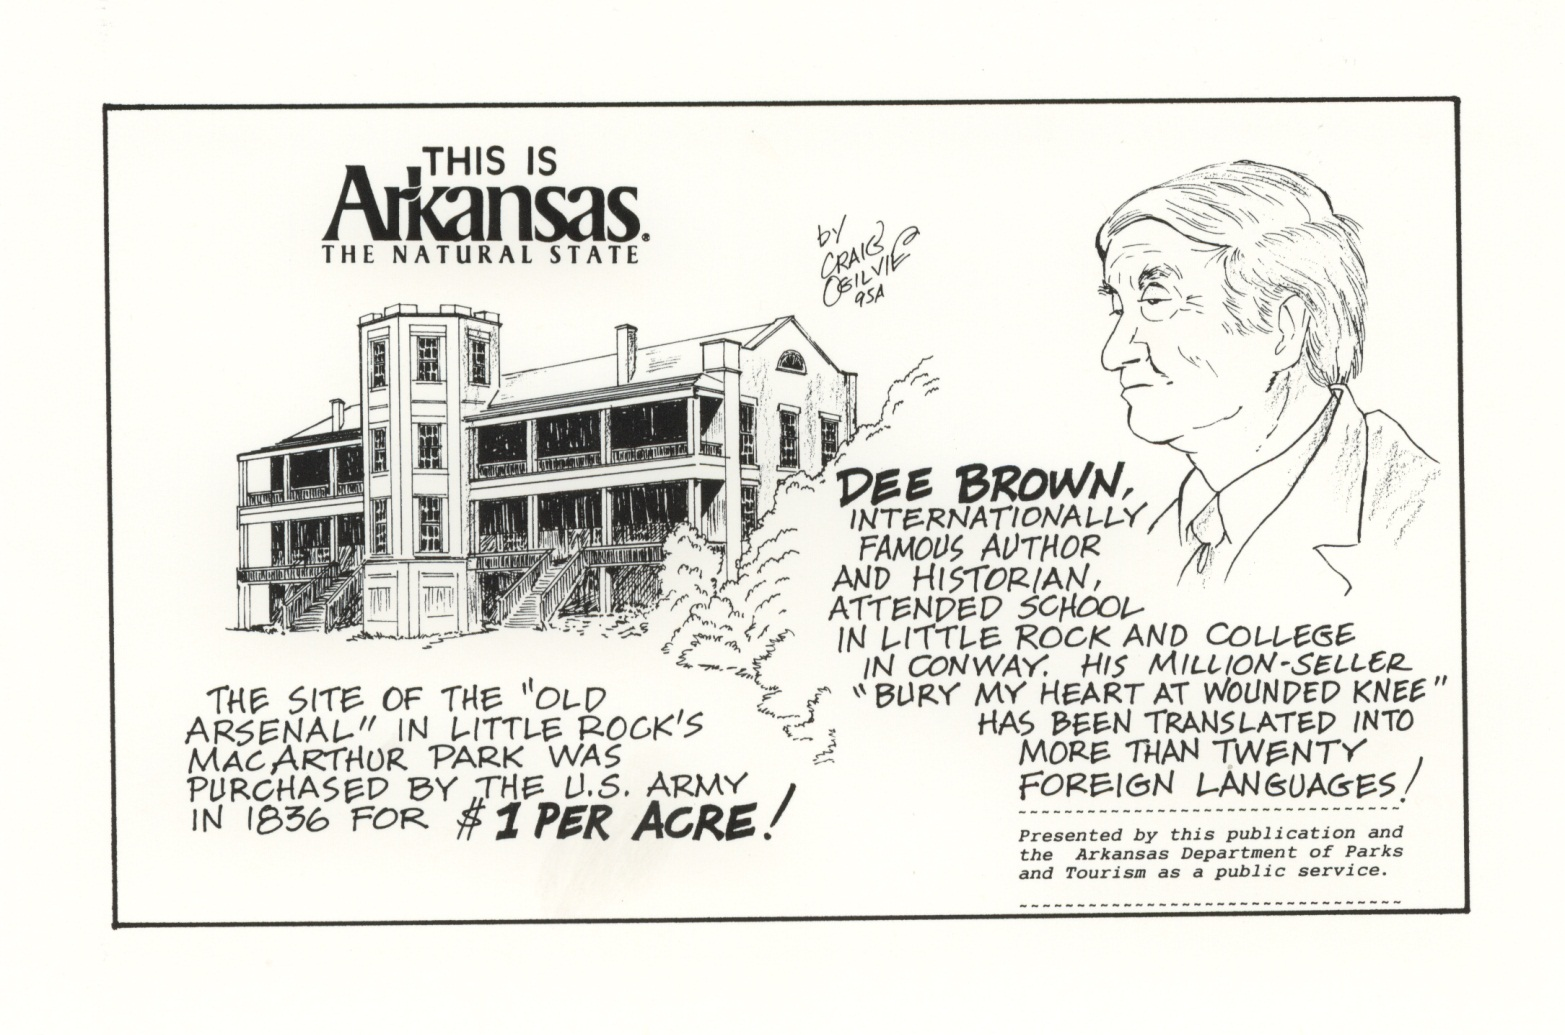 THIS IS
Arkansas.
THE NATURAL STATE
by
CRAIG
OGILVIE
95A
THE SITE OF THE "OLD
ARSENAL" IN LITTLE ROCK'S
MACARTHUR PARK WAS
PURCHASED BY THE U.S. ARMY
IN 1836 FOR $1 PER ACRE!
DEE BROWN,
INTERNATIONALLY
FAMOUS AUTHOR
AND HISTORIAN,
ATTENDED SCHOOL
IN LITTLE ROCK AND COLLEGE
IN CONWAY. HIS MILLION-SELLER
"BURY MY HEART AT WOUNDED KNEE"
HAS BEEN TRANSLATED INTO
MORE THAN TWENTY
FOREIGN LANGUAGES!
Presented by this publication and
the Arkansas Department of Parks
and Tourism as a public service.